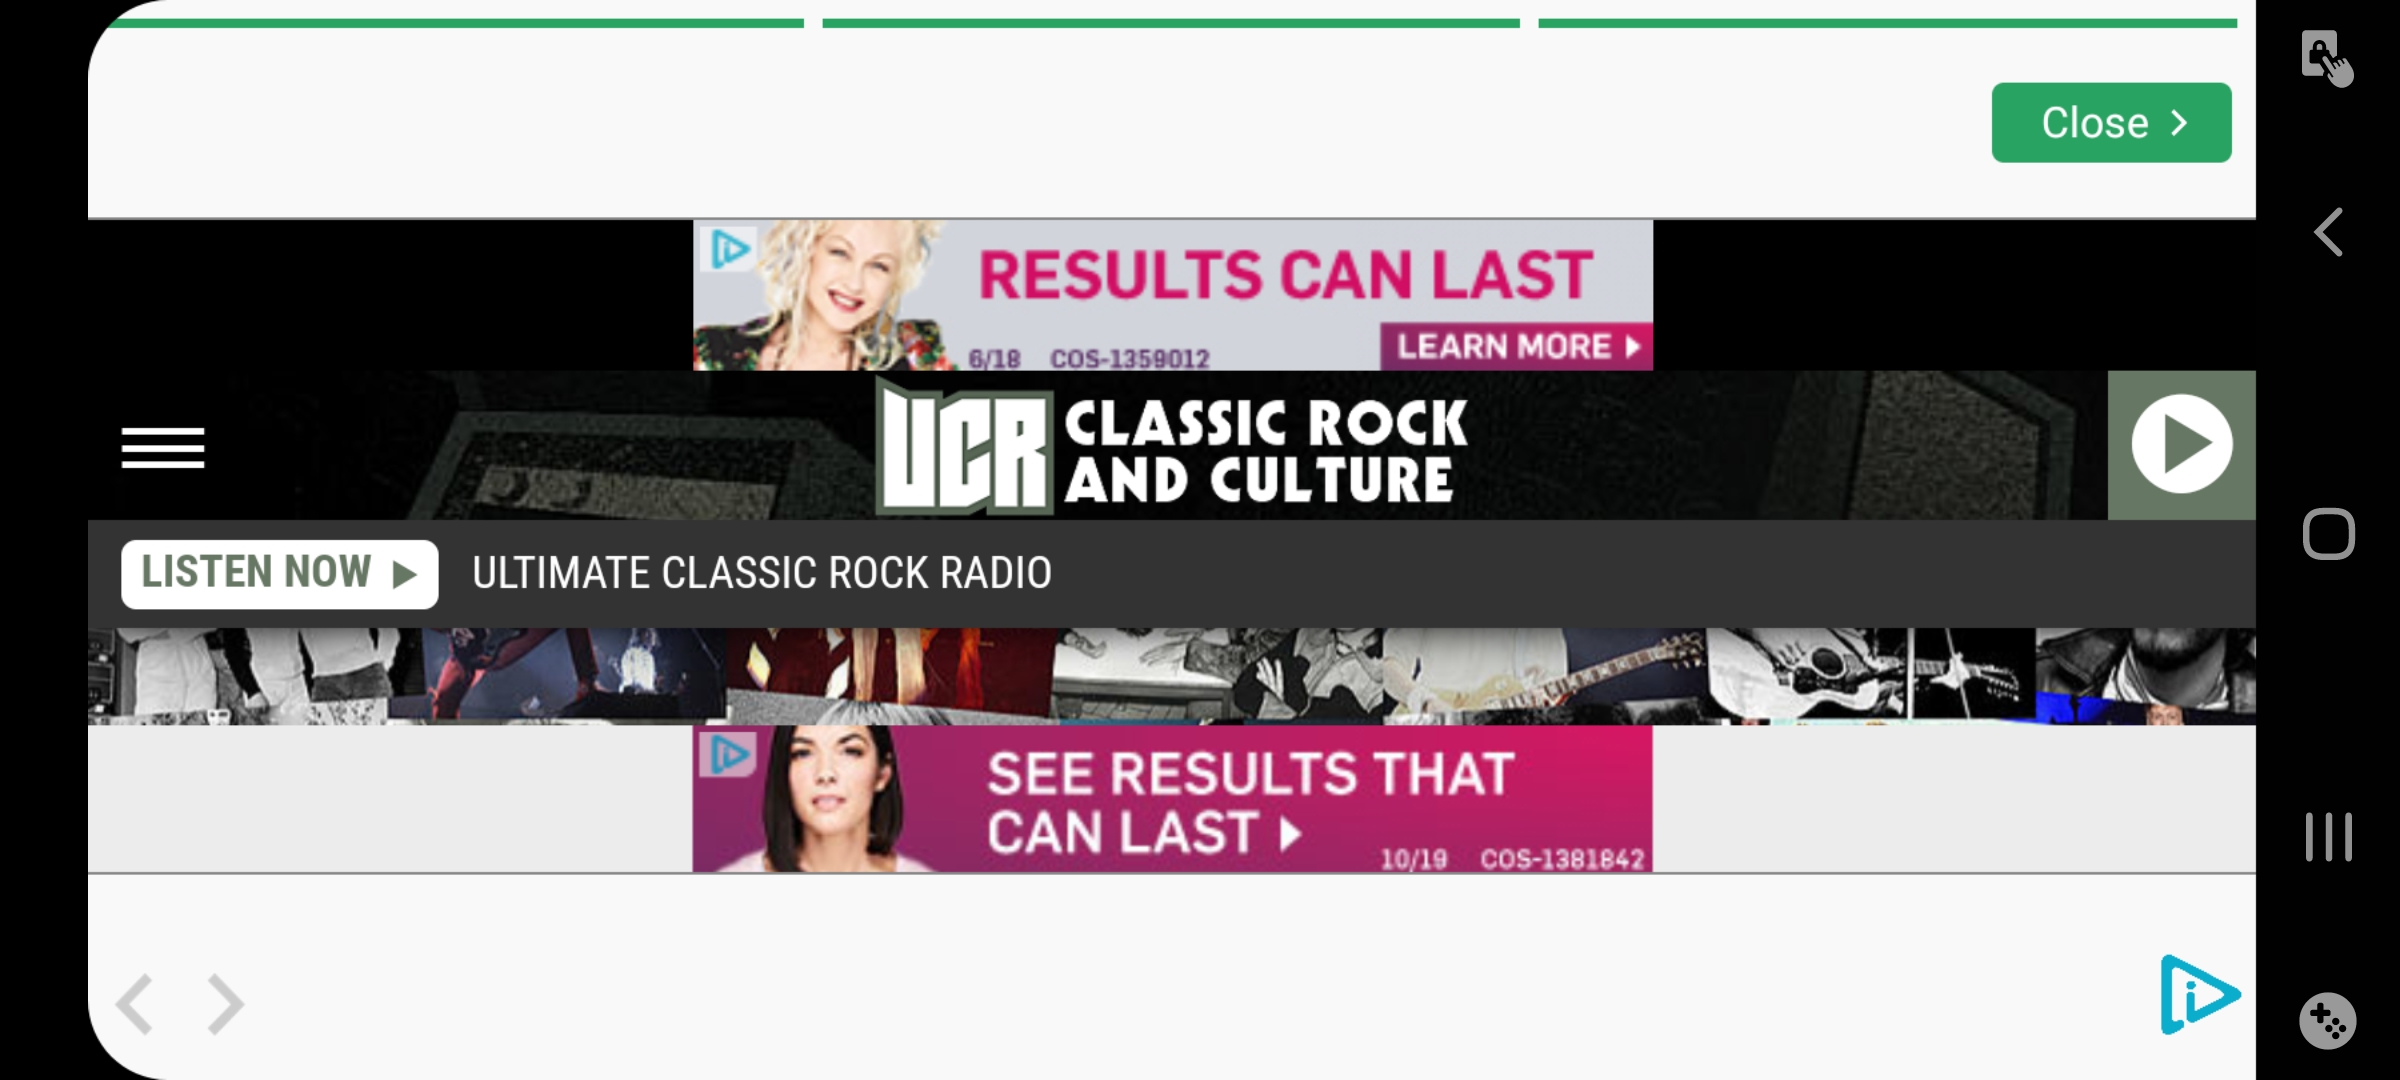 Close
RESULTS CAN LAST
LEARN MORE
6/18 COS-1359012
UCR CLASSIC ROCK
AND CULTURE
LISTEN NOW ULTIMATE CLASSIC ROCK RADIO
SEE RESULTS THAT
CAN LAST
10/19 COS-1381842